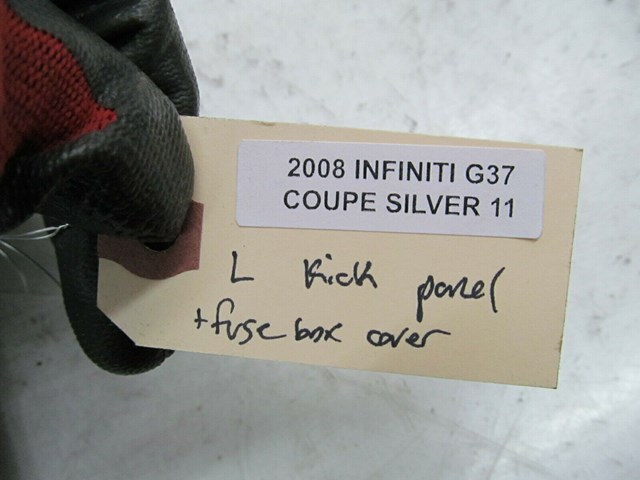 2008 INFINITI G37
COUPE SILVER 11
L Kick panel
+ fuse box cover